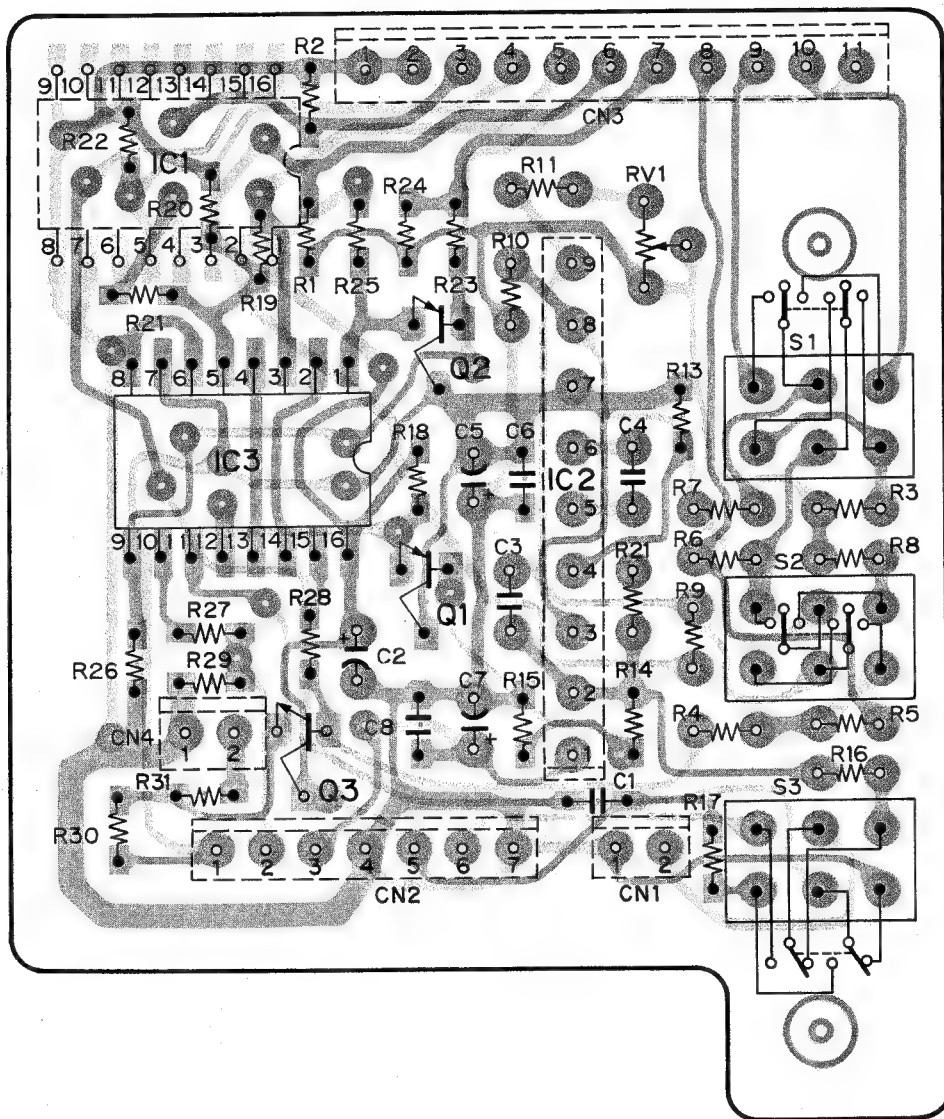 R2
1 2 3 4 5 6 7 8 9 10 11
9 10 11 12 13 14 15 16
CN3
R22
IC1
R11
RV1
R20
R24
8 7 6 5 4 3 2 1
R10
9
R19
R1
R25
R23
R21
8
S1
Q2
8 7 6 5 4 3 2 1
7
R13
R18
C5
C6
C4
6
IC3
IC2
+
5
R7
R3
9 10 11 12 13 14 15 16
C3
R21
R6
R8
4
S2
R28
Q1
R9
R27
+
3
C2
R26
R29
C7
R15
2
R14
CN4
C8
R4
R5
1 2
+
1
R16
R31
Q3
C1
S3
R30
R17
1 2 3 4 5 6 7
1 2
CN2
CN1